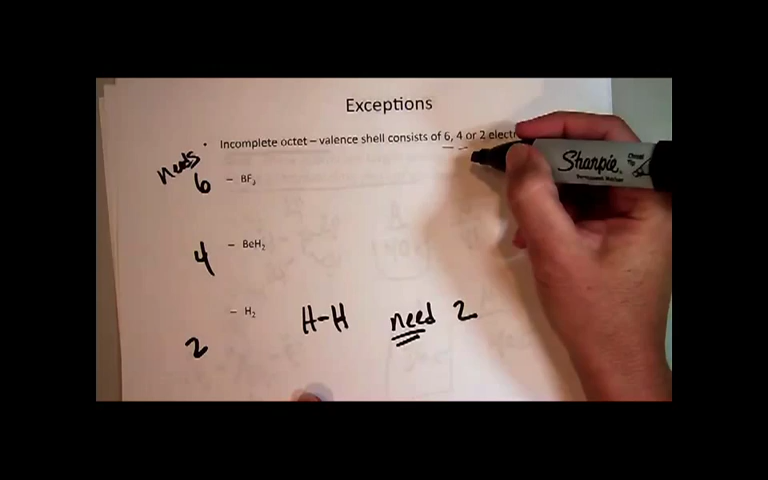 Exceptions
• Incomplete octet – valence shell consists of 6, 4 or 2 electr
needs
6 – BF₃
4 – BeH₂
– H₂ H-H need 2
2
Sharpie.